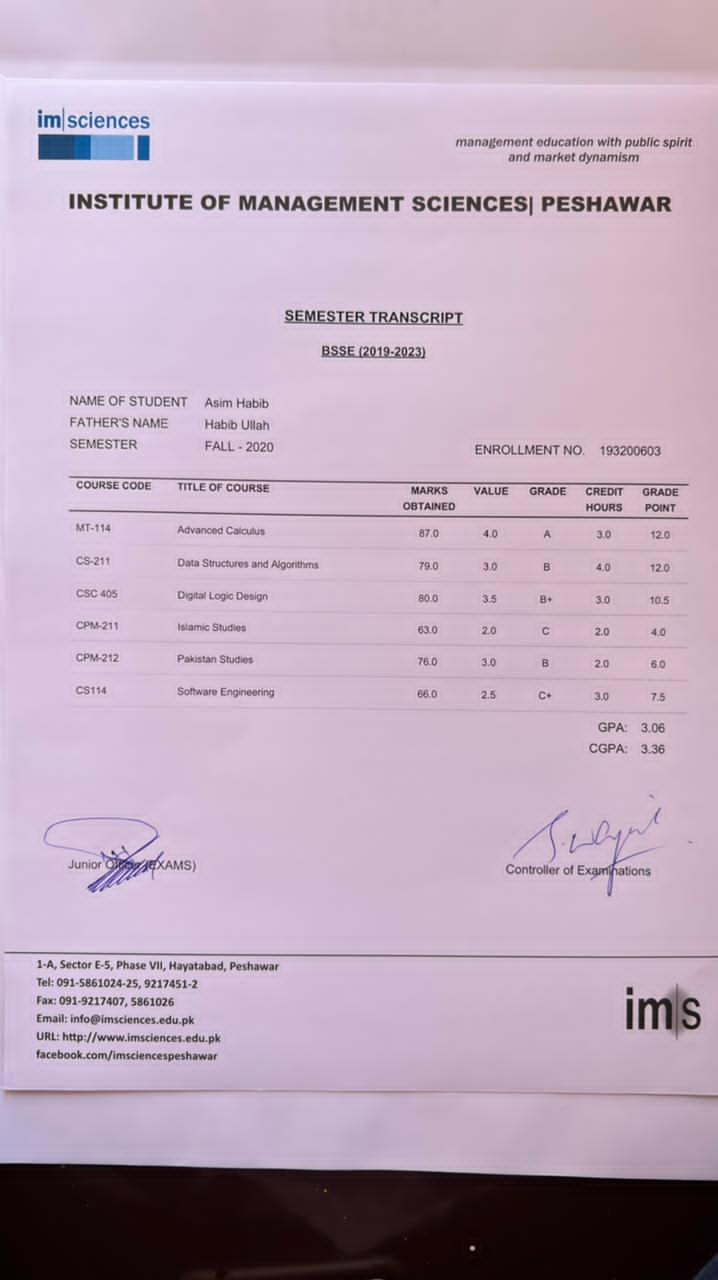 im|sciences
management education with public spirit
and market dynamism
INSTITUTE OF MANAGEMENT SCIENCES| PESHAWAR
SEMESTER TRANSCRIPT
BSSE (2019-2023)
NAME OF STUDENT Asim Habib
FATHER'S NAME Habib Ullah
SEMESTER FALL - 2020
ENROLLMENT NO. 193200603
COURSE CODE TITLE OF COURSE MARKS OBTAINED VALUE GRADE CREDIT HOURS GRADE POINT
MT-114 Advanced Calculus 87.0 4.0 A 3.0 12.0
CS-211 Data Structures and Algorithms 79.0 3.0 B 4.0 12.0
CSC 405 Digital Logic Design 80.0 3.5 B+ 3.0 10.5
CPM-211 Islamic Studies 63.0 2.0 C 2.0 4.0
CPM-212 Pakistan Studies 76.0 3.0 B 2.0 6.0
CS114 Software Engineering 66.0 2.5 C+ 3.0 7.5
GPA: 3.06
CGPA: 3.36
Junior (EXAMS)
Controller of Examinations
1-A, Sector E-5, Phase VII, Hayatabad, Peshawar
Tel: 091-5861024-25, 9217451-2
Fax: 091-9217407, 5861026
Email: info@imsciences.edu.pk
URL: http://www.imsciences.edu.pk
facebook.com/imsciencespeshawar
im|s